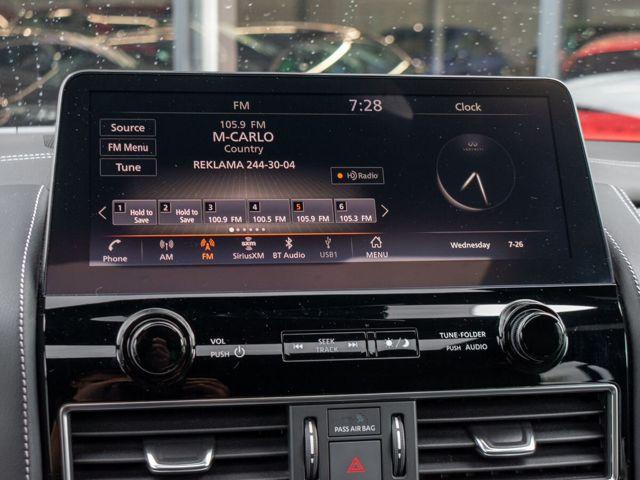 FM 7:28 Clock
Source
FM Menu
Tune
105.9 FM
M-CARLO
Country
REKLAMA 244-30-04
HD Radio
INFINITI
1 Hold to Save
2 Hold to Save
3 100.9 FM
4 100.5 FM
5 105.9 FM
6 105.3 FM
Phone AM FM SiriusXM BT Audio USB1 MENU
sxm
Wednesday 7-26
VOL
PUSH
SEEK
TRACK
TUNE·FOLDER
PUSH AUDIO
PASS AIR BAG